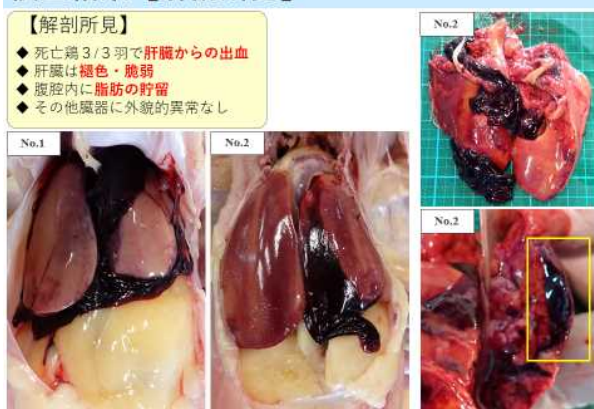 【解剖所見】
◆ 死亡鶏3/3羽で肝臓からの出血
◆ 肝臓は褪色・脆弱
◆ 腹腔内に脂肪の貯留
◆ その他臓器に外貌的異常なし
No.1
No.2
No.2
No.2